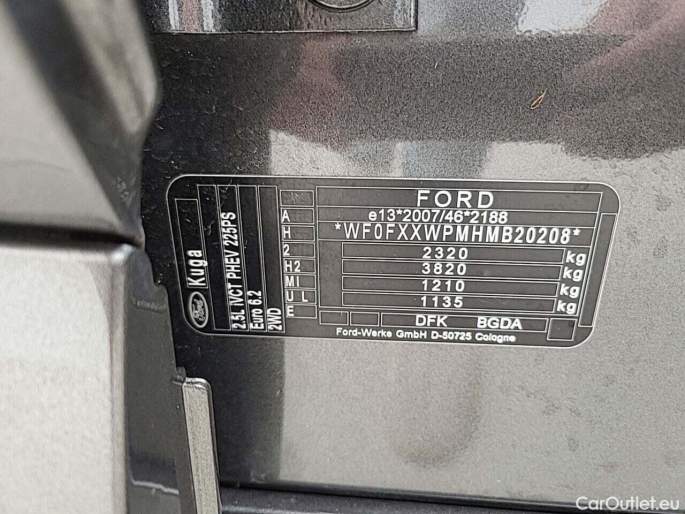 FORD
e13*2007/46*2188
*WF0FXXWPMHMB20208*
2320 kg
3820 kg
1210 kg
1135 kg
DFK BGDA
Ford-Werke GmbH D-50725 Cologne
A
H
2
H2
MI
U L
E
Ford
Kuga
2.5L iVCT PHEV 225PS
Euro 6.2
2WD
CarOutlet.eu